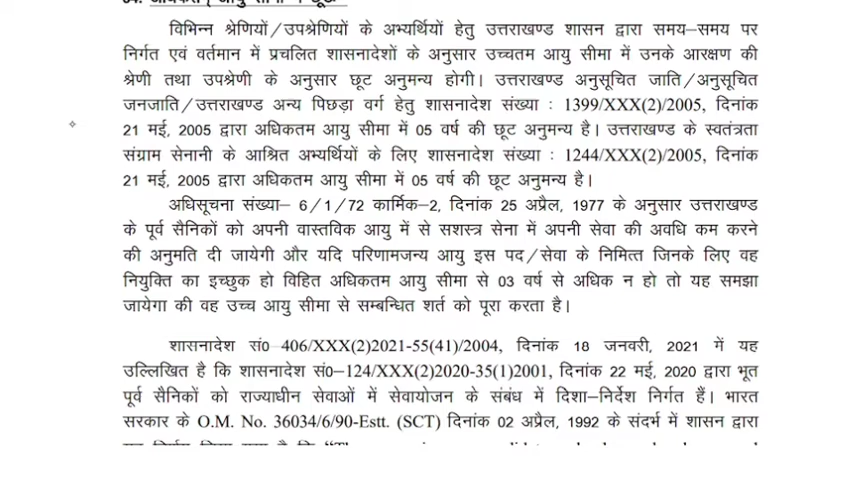 विभिन्न श्रेणियों/उपश्रेणियों के अभ्यर्थियों हेतु उत्तराखण्ड शासन द्वारा समय–समय पर
निर्गत एवं वर्तमान में प्रचलित शासनादेशों के अनुसार उच्चतम आयु सीमा में उनके आरक्षण की
श्रेणी तथा उपश्रेणी के अनुसार छूट अनुमन्य होगी। उत्तराखण्ड अनुसूचित जाति/अनुसूचित
जनजाति/उत्तराखण्ड अन्य पिछड़ा वर्ग हेतु शासनादेश संख्या : 1399/XXX(2)/2005, दिनांक
21 मई, 2005 द्वारा अधिकतम आयु सीमा में 05 वर्ष की छूट अनुमन्य है। उत्तराखण्ड के स्वतंत्रता
संग्राम सेनानी के आश्रित अभ्यर्थियों के लिए शासनादेश संख्या : 1244/XXX(2)/2005, दिनांक
21 मई, 2005 द्वारा अधिकतम आयु सीमा में 05 वर्ष की छूट अनुमन्य है।
अधिसूचना संख्या– 6/1/72 कार्मिक–2, दिनांक 25 अप्रैल, 1977 के अनुसार उत्तराखण्ड
के पूर्व सैनिकों को अपनी वास्तविक आयु में से सशस्त्र सेना में अपनी सेवा की अवधि कम करने
की अनुमति दी जायेगी और यदि परिणामजन्य आयु इस पद/सेवा के निमित्त जिनके लिए वह
नियुक्ति का इच्छुक हो विहित अधिकतम आयु सीमा से 03 वर्ष से अधिक न हो तो यह समझा
जायेगा की वह उच्च आयु सीमा से सम्बन्धित शर्त को पूरा करता है।
शासनादेश सं0–406/XXX(2)2021-55(41)/2004, दिनांक 18 जनवरी, 2021 में यह
उल्लिखित है कि शासनादेश सं0–124/XXX(2)2020-35(1)2001, दिनांक 22 मई, 2020 द्वारा भूत
पूर्व सैनिकों को राज्याधीन सेवाओं में सेवायोजन के संबंध में दिशा–निर्देश निर्गत हैं। भारत
सरकार के O.M. No. 36034/6/90-Estt. (SCT) दिनांक 02 अप्रैल, 1992 के संदर्भ में शासन द्वारा